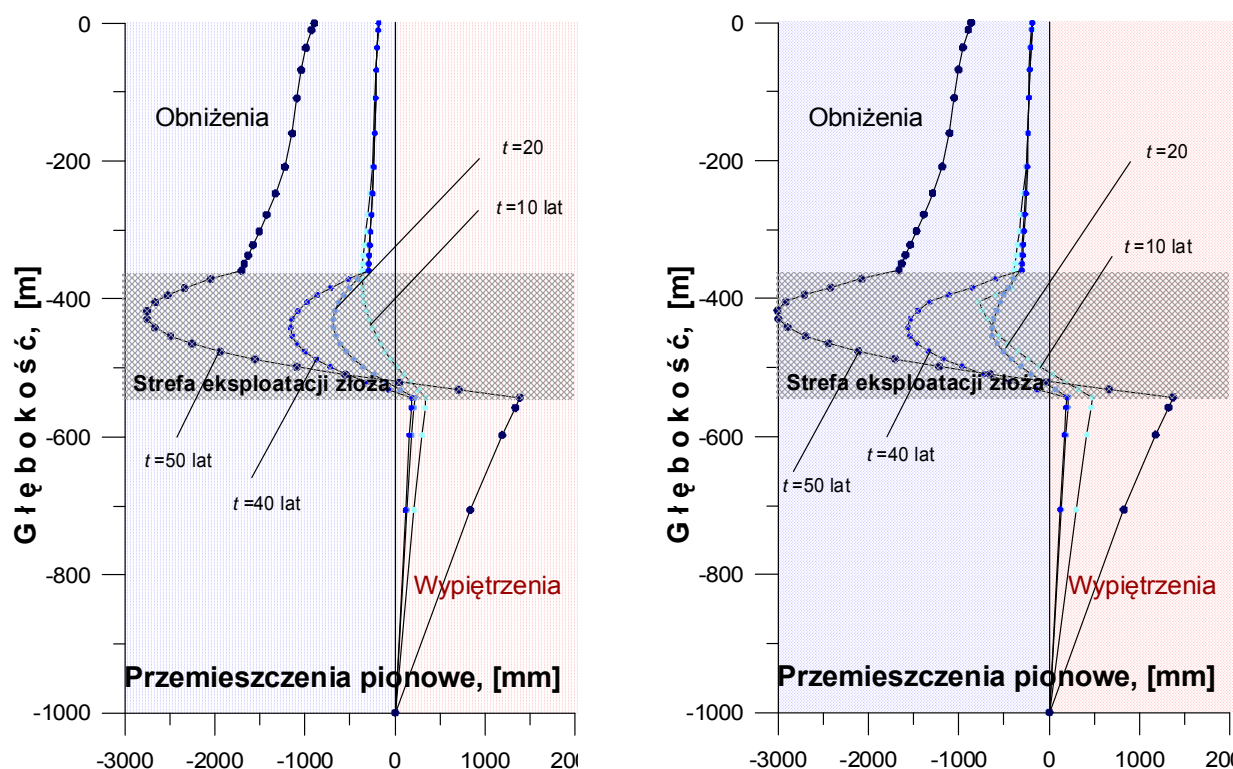 0
-200
-400
-600
-800
-1000
Głębokość, [m]
Obniżenia
t=20
t=10 lat
Strefa eksploatacji złoża
t=50 lat
t=40 lat
Wypiętrzenia
Przemieszczenia pionowe, [mm]
-3000 -2000 -1000 0 1000
0
-200
-400
-600
-800
-1000
Głębokość, [m]
Obniżenia
t=20
t=10 lat
Strefa eksploatacji złoża
t=40 lat
t=50 lat
Wypiętrzenia
Przemieszczenia pionowe, [mm]
-3000 -2000 -1000 0 1000